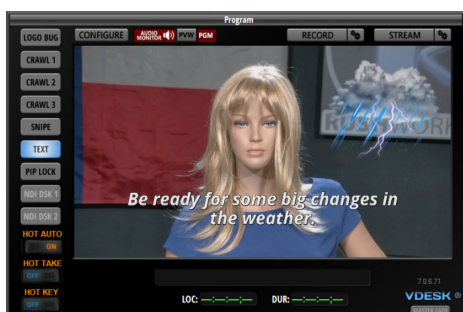 Program
LOGO BUG
CONFIGURE
AUDIO MONITOR
PVW
PGM
RECORD
STREAM
CRAWL 1
CRAWL 2
CRAWL 3
SNIPE
TEXT
PIP LOCK
NDI DSK 1
NDI DSK 2
Be ready for some big changes in
the weather.
HOT AUTO
ON
HOT TAKE
OFF
HOT KEY
OFF
LOC: --:--:--:--
DUR: --:--:--:--
7.0.6.71
VDESK ®